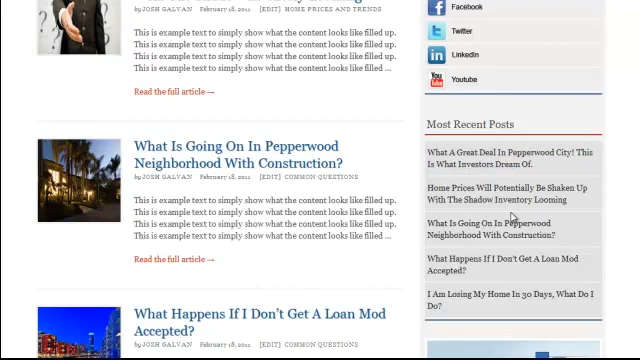 by JOSH GALVAN February 18, 2011 [EDIT] HOME PRICES AND TRENDS
This is example text to simply show what the content looks like filled up.
This is example text to simply show what the content looks like filled up.
This is example text to simply show what the content looks like filled up.
This is example text to simply show what the content looks like filled ...
Read the full article →
What Is Going On In Pepperwood
Neighborhood With Construction?
by JOSH GALVAN February 18, 2011 [EDIT] COMMON QUESTIONS
This is example text to simply show what the content looks like filled up.
This is example text to simply show what the content looks like filled up.
This is example text to simply show what the content looks like filled up.
This is example text to simply show what the content looks like filled ...
Read the full article →
What Happens If I Don't Get A Loan Mod
Accepted?
by JOSH GALVAN February 18, 2011 [EDIT] COMMON QUESTIONS
Facebook
Twitter
LinkedIn
Youtube
Most Recent Posts
What A Great Deal In Pepperwood City! This
Is What Investors Dream Of.
Home Prices Will Potentially Be Shaken Up
With The Shadow Inventory Looming
What Is Going On In Pepperwood
Neighborhood With Construction?
What Happens If I Don't Get A Loan Mod
Accepted?
I Am Losing My Home In 30 Days, What Do I
Do?